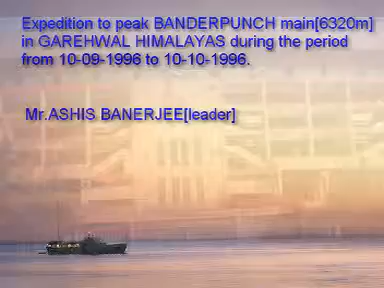 Expedition to peak BANDERPUNCH main[6320m]
in GAREHWAL HIMALAYAS during the period
from 10-09-1996 to 10-10-1996.
Mr.ASHIS BANERJEE[leader]